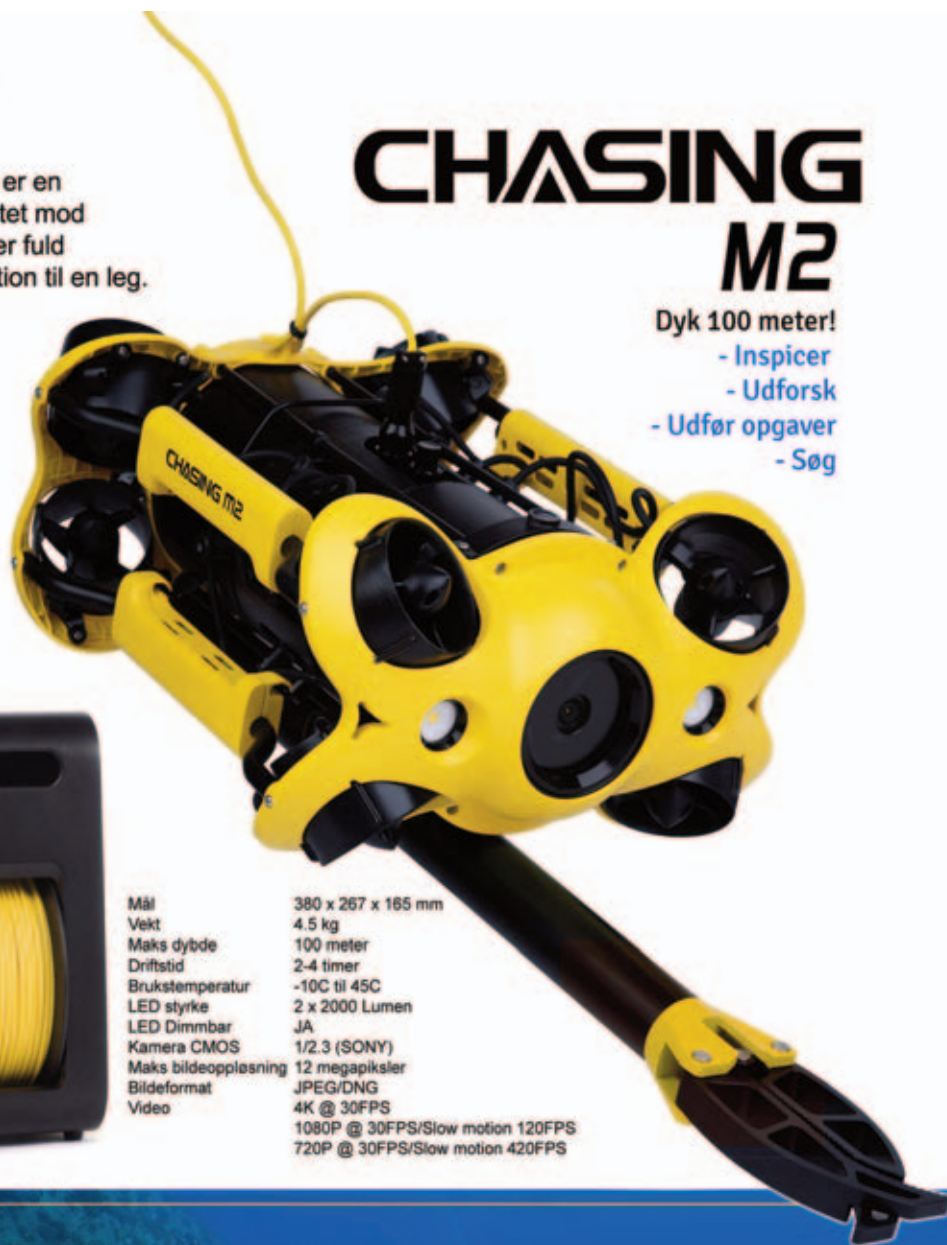 er en
tet mod
er fuld
tion til en leg.
CHASING
M2
Dyk 100 meter!
- Inspicer
- Udforsk
- Udfør opgaver
- Søg
CHASING M2
Mål 380 x 267 x 165 mm
Vekt 4.5 kg
Maks dybde 100 meter
Driftstid 2-4 timer
Brukstemperatur -10C til 45C
LED styrke 2 x 2000 Lumen
LED Dimmbar JA
Kamera CMOS 1/2.3 (SONY)
Maks bildeoppløsning 12 megapiksler
Bildeformat JPEG/DNG
Video 4K @ 30FPS
1080P @ 30FPS/Slow motion 120FPS
720P @ 30FPS/Slow motion 420FPS